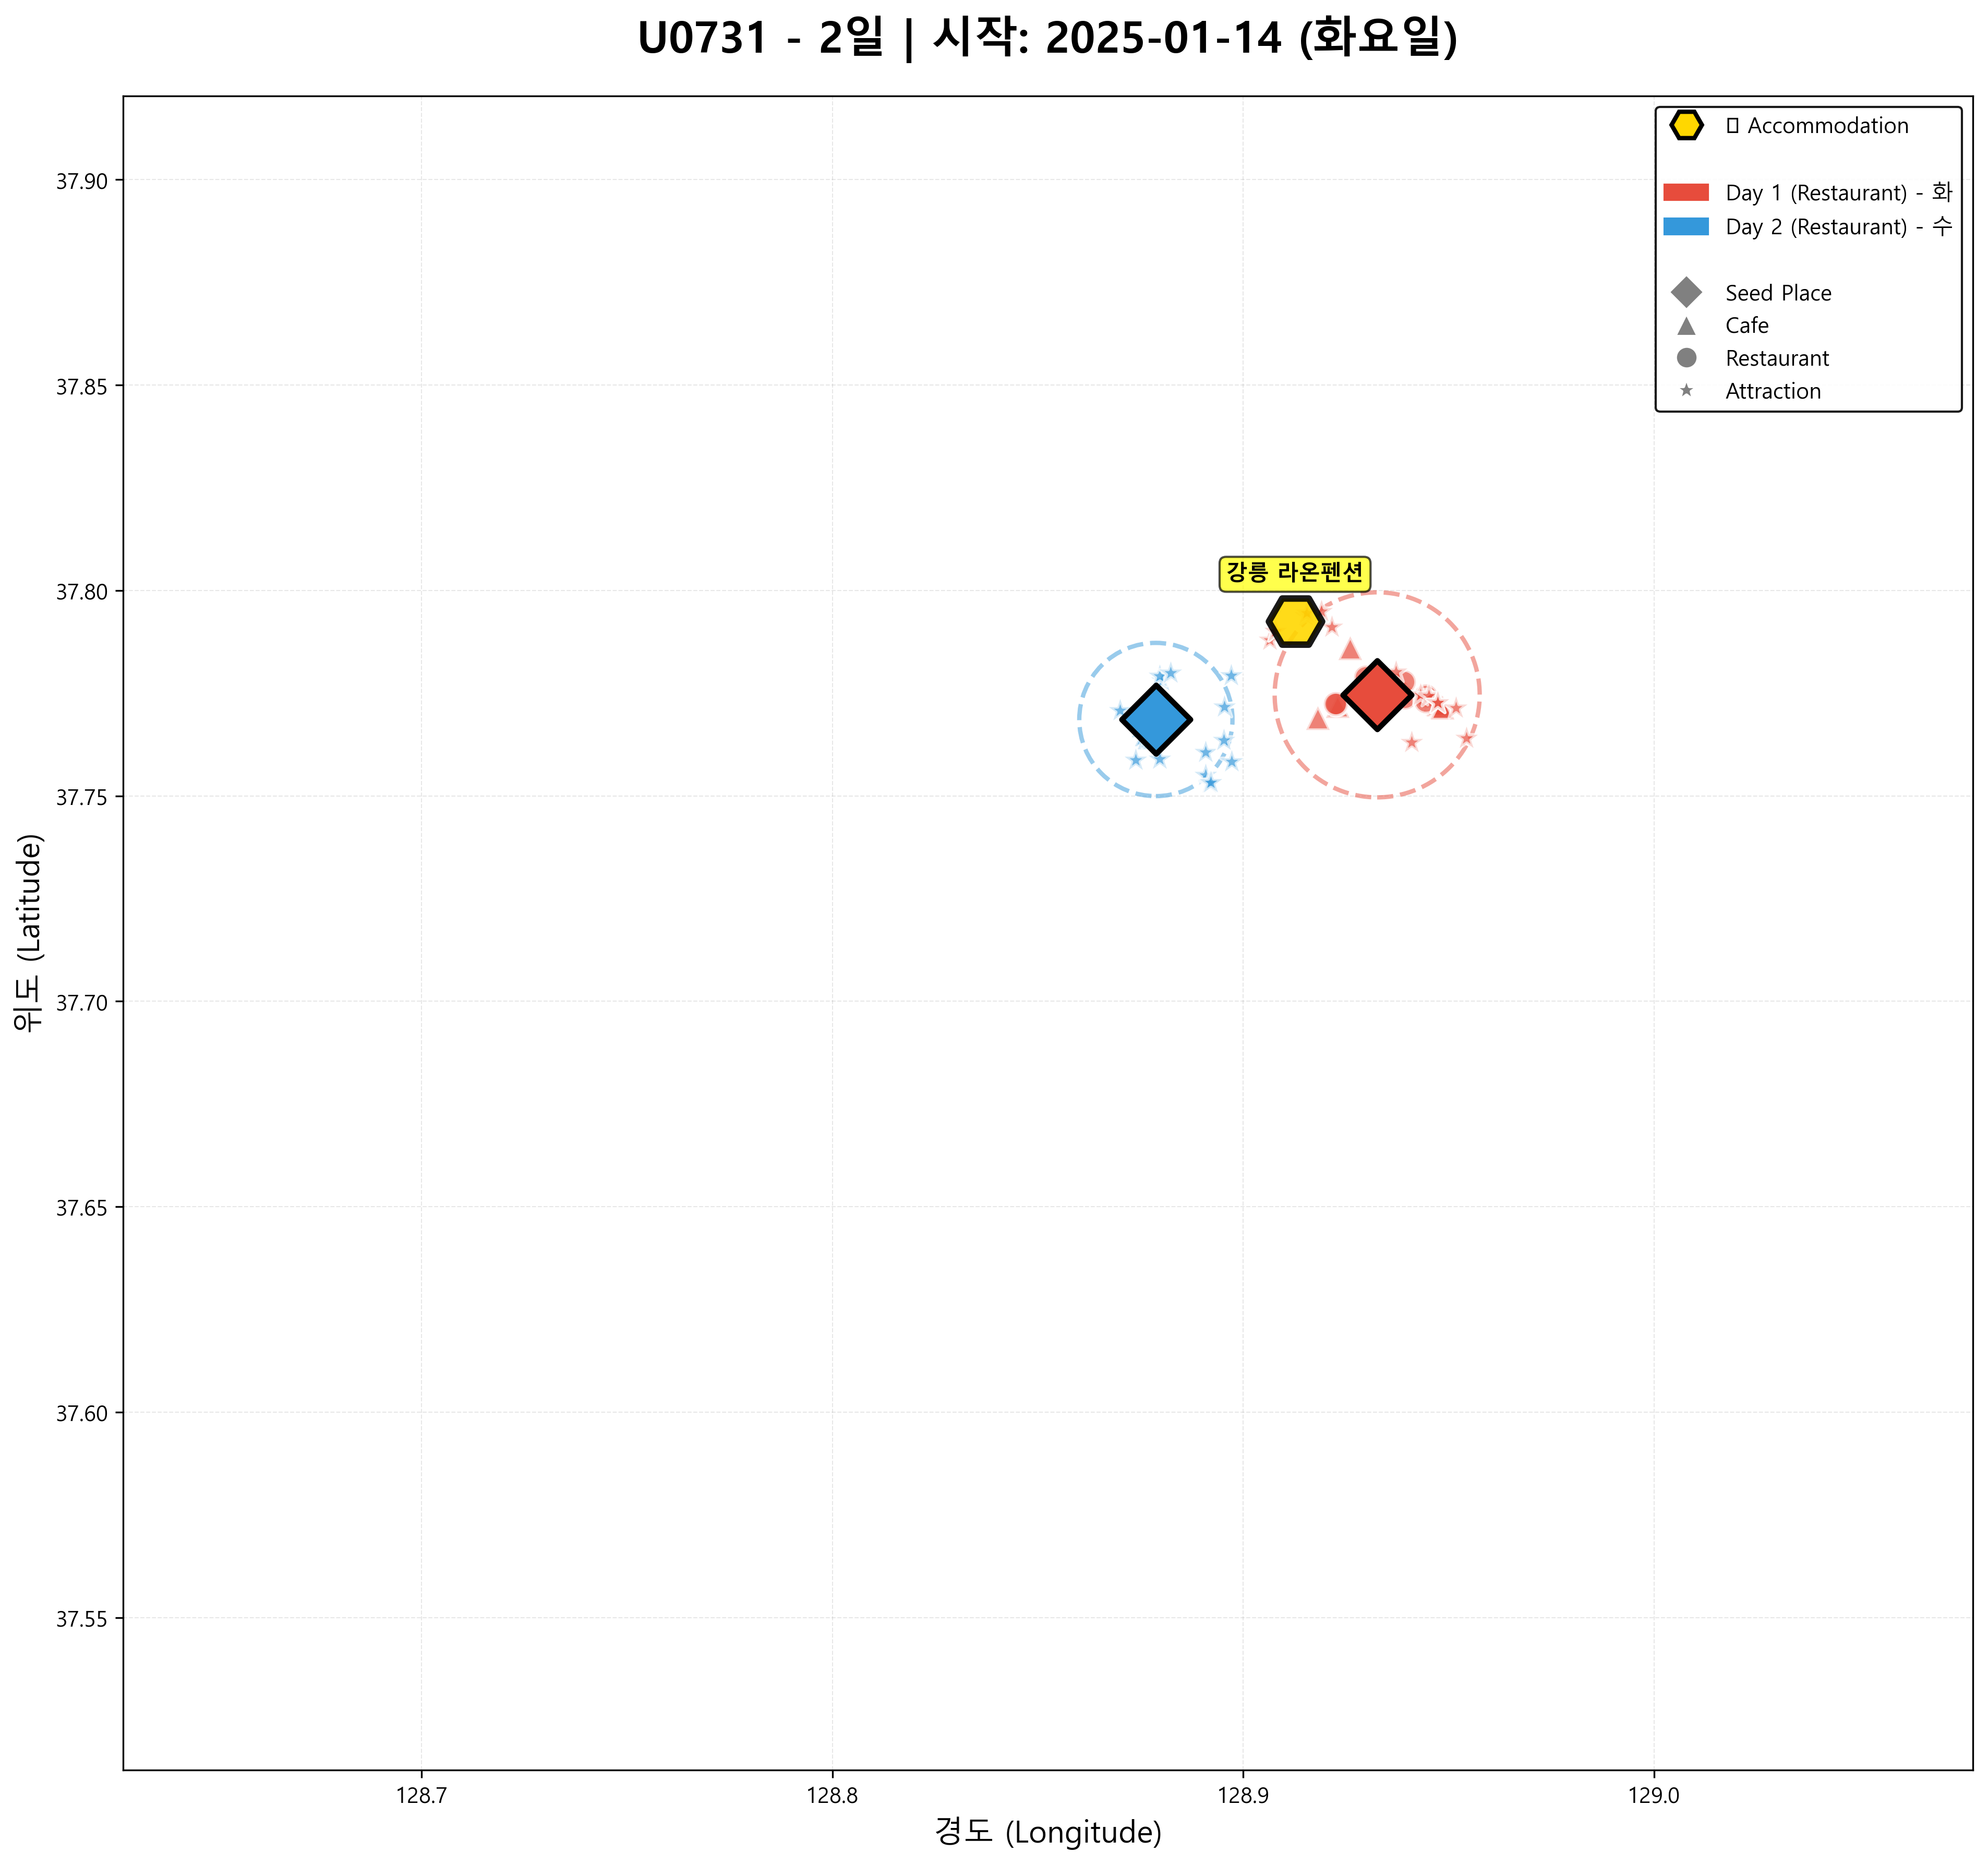 U0731 - 2일 | 시작: 2025-01-14 (화요일)
Accommodation
Day 1 (Restaurant) - 화
Day 2 (Restaurant) - 수
Seed Place
Cafe
Restaurant
Attraction
강릉 라온펜션
위도 (Latitude)
37.90
37.85
37.80
37.75
37.70
37.65
37.60
37.55
128.7
128.8
128.9
129.0
경도 (Longitude)